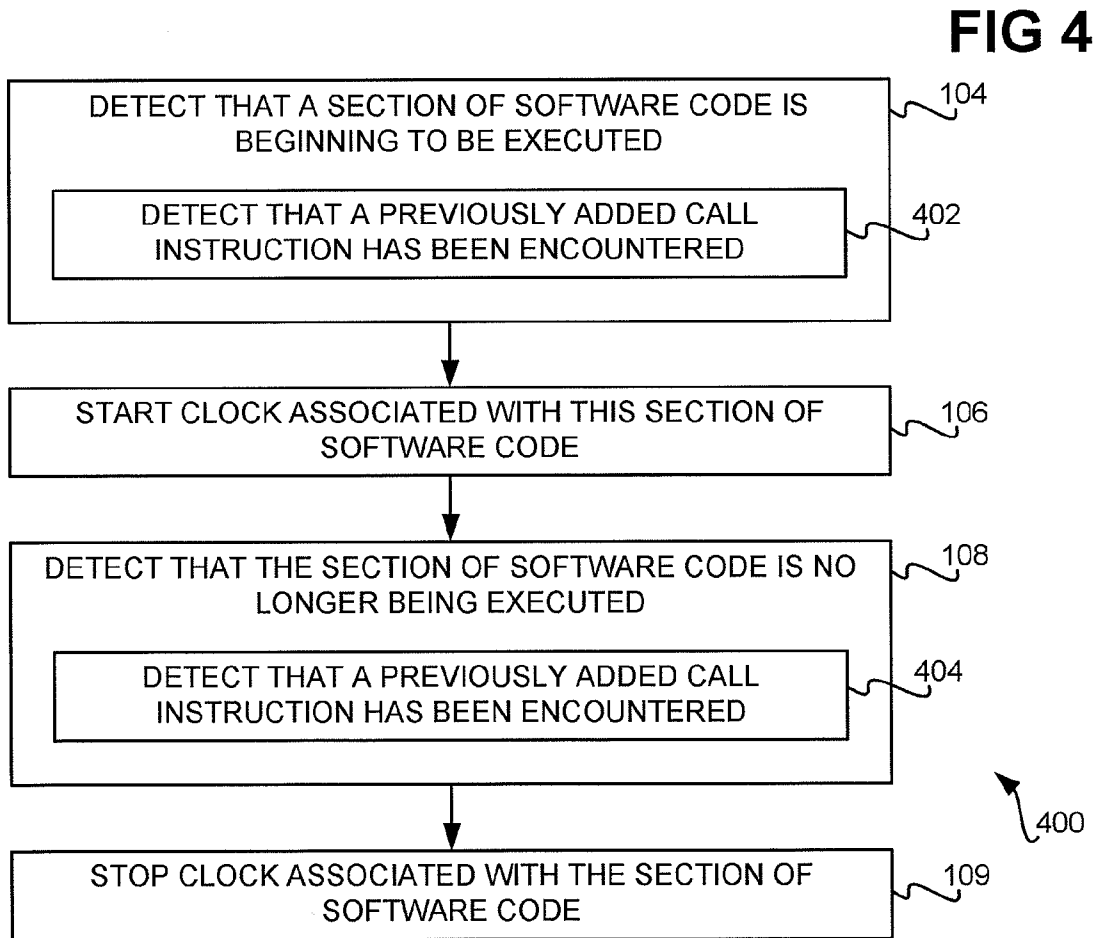 FIG 4
DETECT THAT A SECTION OF SOFTWARE CODE IS
BEGINNING TO BE EXECUTED
104
DETECT THAT A PREVIOUSLY ADDED CALL
INSTRUCTION HAS BEEN ENCOUNTERED
402
START CLOCK ASSOCIATED WITH THIS SECTION OF
SOFTWARE CODE
106
DETECT THAT THE SECTION OF SOFTWARE CODE IS NO
LONGER BEING EXECUTED
108
DETECT THAT A PREVIOUSLY ADDED CALL
INSTRUCTION HAS BEEN ENCOUNTERED
404
400
STOP CLOCK ASSOCIATED WITH THE SECTION OF
SOFTWARE CODE
109